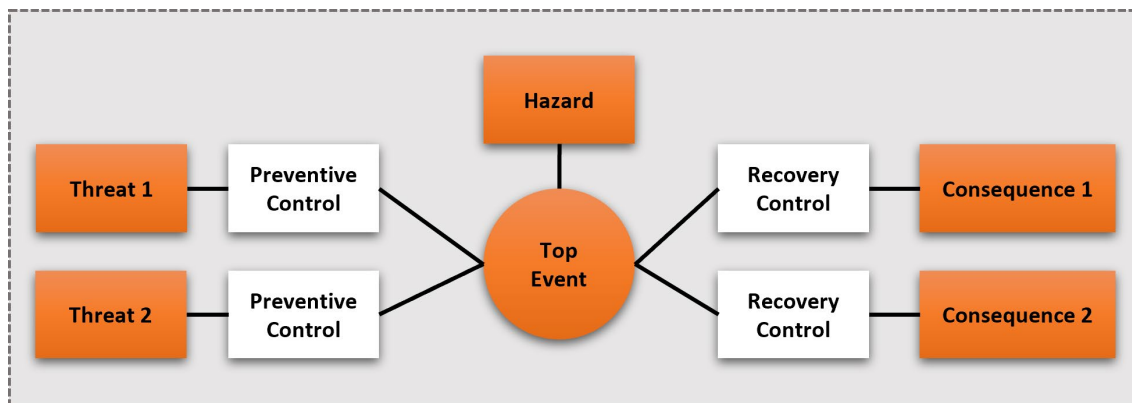 Hazard
Threat 1
Preventive
Control
Recovery
Control
Consequence 1
Top
Event
Threat 2
Preventive
Control
Recovery
Control
Consequence 2